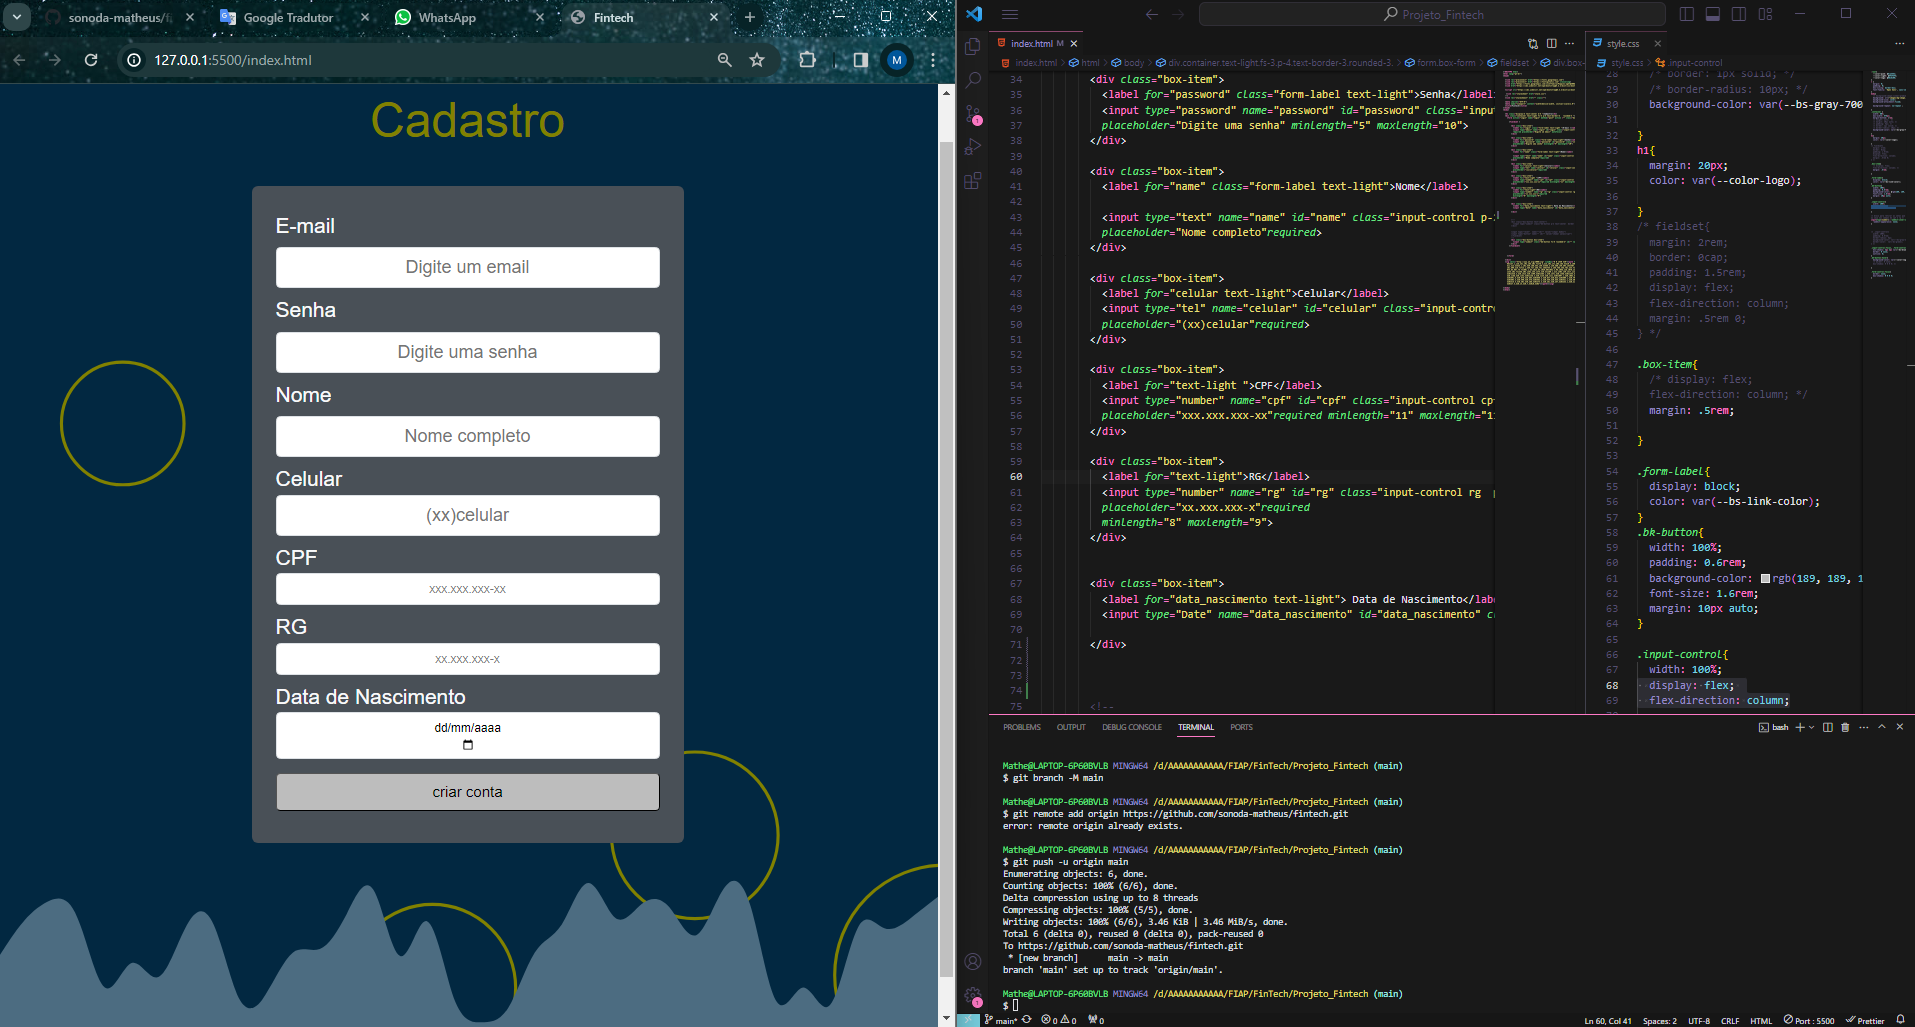 sonoda-matheus/fi
Google Tradutor
WhatsApp
Fintech
127.0.0.1:5500/index.html
M
Cadastro
E-mail
Digite um email
Senha
Digite uma senha
Nome
Nome completo
Celular
(xx)celular
CPF
xxx.xxx.xxx-xx
RG
xx.xxx.xxx-x
Data de Nascimento
dd/mm/aaaa
criar conta
Projeto_Fintech
index.html M
index.html > html > body > div.container.text-light.fs-3.p-4.text-border-3.rounded-3. > form.box-form > fieldset > div.box-
34 <div class="box-item">
35 <label for="password" class="form-label text-light">Senha</label
36 <input type="password" name="password" id="password" class="inpu
37 placeholder="Digite uma senha" minlength="5" maxlength="10">
38 </div>
39
40 <div class="box-item">
41 <label for="name" class="form-label text-light">Nome</label>
42
43 <input type="text" name="name" id="name" class="input-control p-
44 placeholder="Nome completo"required>
45 </div>
46
47 <div class="box-item">
48 <label for="celular text-light">Celular</label>
49 <input type="tel" name="celular" id="celular" class="input-contr
50 placeholder="(xx)celular"required>
51 </div>
52
53 <div class="box-item">
54 <label for="text-light ">CPF</label>
55 <input type="number" name="cpf" id="cpf" class="input-control cp
56 placeholder="xxx.xxx.xxx-xx"required minlength="11" maxlength="1
57 </div>
58
59 <div class="box-item">
60 <label for="text-light">RG</label>
61 <input type="number" name="rg" id="rg" class="input-control rg p
62 placeholder="xx.xxx.xxx-x"required
63 minlength="8" maxlength="9">
64 </div>
65
66
67 <div class="box-item">
68 <label for="data_nascimento text-light"> Data de Nascimento</lab
69 <input type="Date" name="data_nascimento" id="data_nascimento" c
70
71 </div>
72
73
74
75 <!--
style.css
style.css > .input-control
28 /* border: 1px solid; */
29 /* border-radius: 10px; */
30 background-color: var(--bs-gray-700
31
32 }
33 h1{
34 margin: 20px;
35 color: var(--color-logo);
36
37 }
38 /* fieldset{
39 margin: 2rem;
40 border: 0cap;
41 padding: 1.5rem;
42 display: flex;
43 flex-direction: column;
44 margin: .5rem 0;
45 } */
46
47 .box-item{
48 /* display: flex;
49 flex-direction: column; */
50 margin: .5rem;
51
52 }
53
54 .form-label{
55 display: block;
56 color: var(--bs-link-color);
57 }
58 .bk-button{
59 width: 100%;
60 padding: 0.6rem;
61 background-color: rgb(189, 189, 1
62 font-size: 1.6rem;
63 margin: 10px auto;
64 }
65
66 .input-control{
67 width: 100%;
68 display: flex;
69 flex-direction: column;
PROBLEMS OUTPUT DEBUG CONSOLE TERMINAL PORTS
bash
Mathe@LAPTOP-6P60BVLB MINGW64 /d/AAAAAAAAAAA/FIAP/FinTech/Projeto_Fintech (main)
$ git branch -M main
Mathe@LAPTOP-6P60BVLB MINGW64 /d/AAAAAAAAAAA/FIAP/FinTech/Projeto_Fintech (main)
$ git remote add origin https://github.com/sonoda-matheus/fintech.git
error: remote origin already exists.
Mathe@LAPTOP-6P60BVLB MINGW64 /d/AAAAAAAAAAA/FIAP/FinTech/Projeto_Fintech (main)
$ git push -u origin main
Enumerating objects: 6, done.
Counting objects: 100% (6/6), done.
Delta compression using up to 8 threads
Compressing objects: 100% (5/5), done.
Writing objects: 100% (6/6), 3.46 KiB | 3.46 MiB/s, done.
Total 6 (delta 0), reused 0 (delta 0), pack-reused 0
To https://github.com/sonoda-matheus/fintech.git
* [new branch] main -> main
branch 'main' set up to track 'origin/main'.
Mathe@LAPTOP-6P60BVLB MINGW64 /d/AAAAAAAAAAA/FIAP/FinTech/Projeto_Fintech (main)
$
main* 0 0 0
Ln 60, Col 41 Spaces: 2 UTF-8 CRLF HTML Port : 5500 Prettier